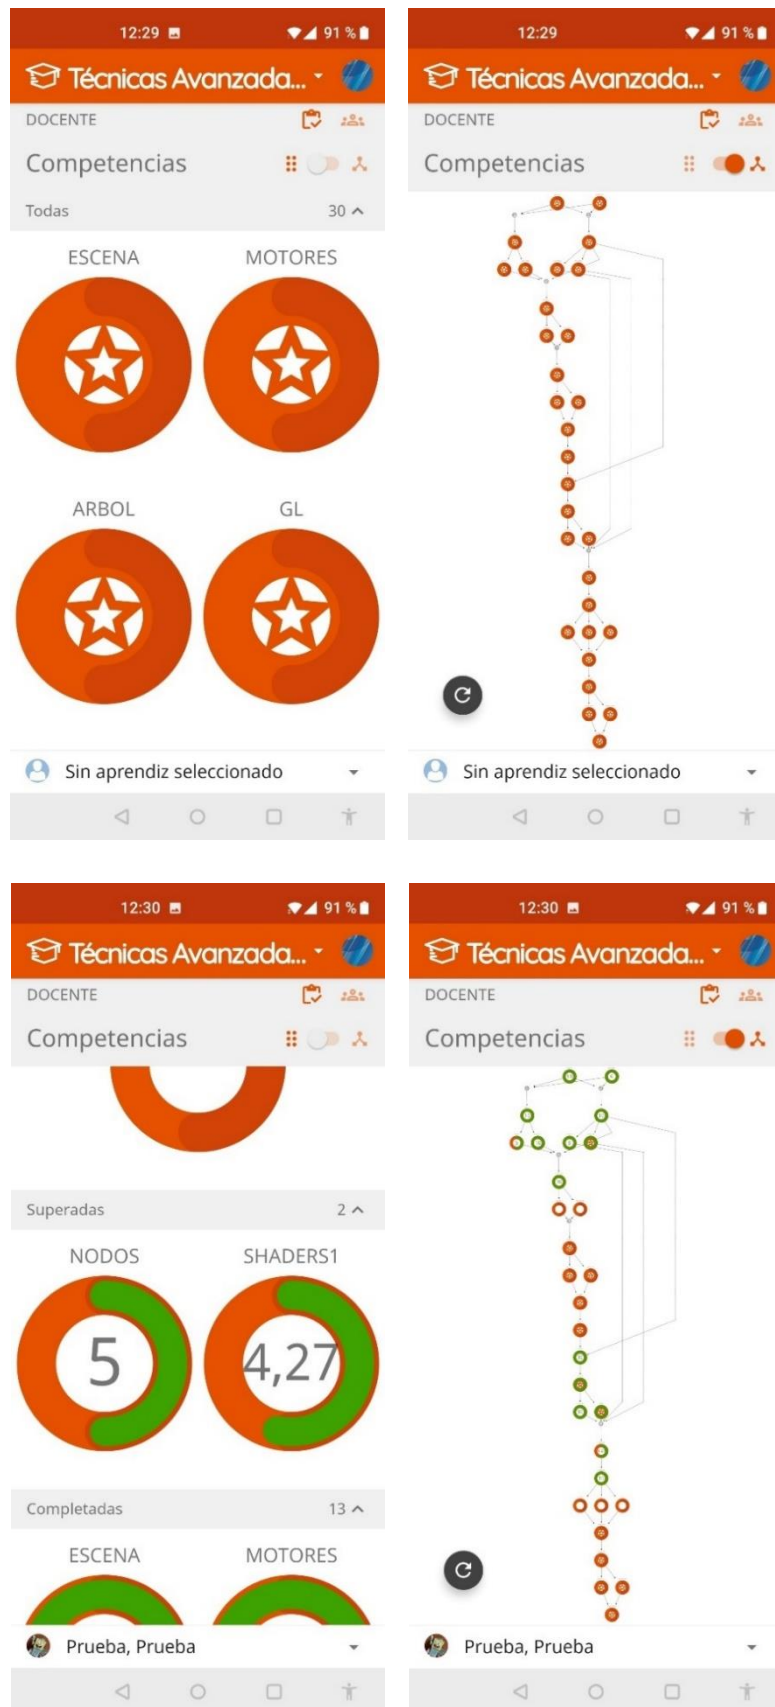 12:29 91 %
Técnicas Avanzada...
DOCENTE
Competencias
Todas 30
ESCENA MOTORES
ARBOL GL
Sin aprendiz seleccionado
12:29 91 %
Técnicas Avanzada...
DOCENTE
Competencias
Sin aprendiz seleccionado
12:30 91 %
Técnicas Avanzada...
DOCENTE
Competencias
Superadas 2
NODOS SHADERS1
5 4,27
Completadas 13
ESCENA MOTORES
Prueba, Prueba
12:30 91 %
Técnicas Avanzada...
DOCENTE
Competencias
Prueba, Prueba